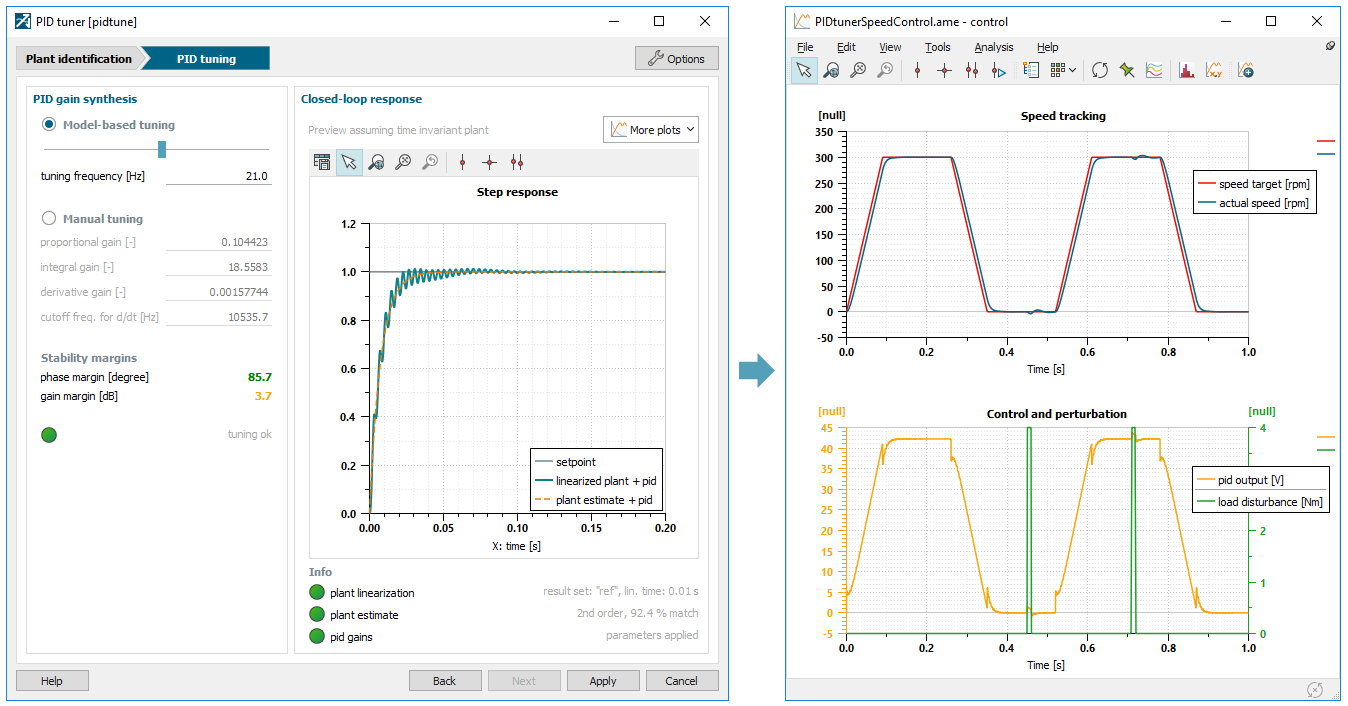 PID tuner [pidtune]
Plant identification
PID tuning
Options
PID gain synthesis
Model-based tuning
tuning frequency [Hz] 21.0
Manual tuning
proportional gain [-] 0.104423
integral gain [-] 18.5583
derivative gain [-] 0.00157744
cutoff freq. for d/dt [Hz] 10535.7
Stability margins
phase margin [degree] 85.7
gain margin [dB] 3.7
tuning ok
Closed-loop response
Preview assuming time invariant plant
More plots
Step response
1.2
1.0
0.8
0.6
0.4
0.2
0.0
setpoint
linearized plant + pid
plant estimate + pid
0.00 0.05 0.10 0.15 0.20
X: time [s]
Info
plant linearization result set: "ref", lin. time: 0.01 s
plant estimate 2nd order, 92.4 % match
pid gains parameters applied
Help Back Next Apply Cancel
PIDtunerSpeedControl.ame - control
File Edit View Tools Analysis Help
[null]
Speed tracking
350
300
250
200
150
100
50
0
-50
speed target [rpm]
actual speed [rpm]
0.0 0.2 0.4 0.6 0.8 1.0
Time [s]
[null]
Control and perturbation
[null]
45
40
35
30
25
20
15
10
5
0
-5
4
2
1
0
pid output [V]
load disturbance [Nm]
0.0 0.2 0.4 0.6 0.8 1.0
Time [s]